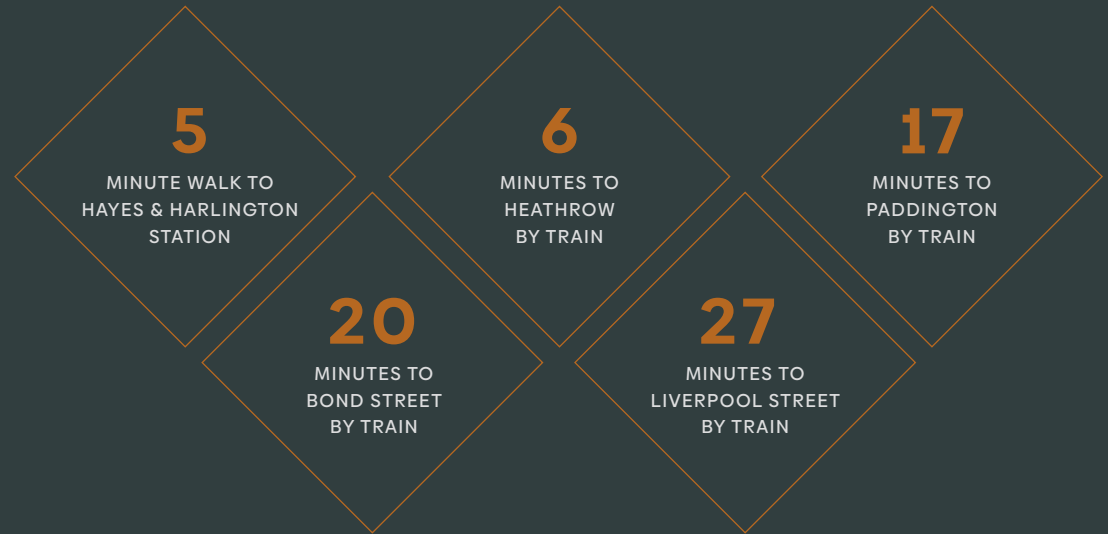 5
MINUTE WALK TO
HAYES & HARLINGTON
STATION
6
MINUTES TO
HEATHROW
BY TRAIN
17
MINUTES TO
PADDINGTON
BY TRAIN
20
MINUTES TO
BOND STREET
BY TRAIN
27
MINUTES TO
LIVERPOOL STREET
BY TRAIN